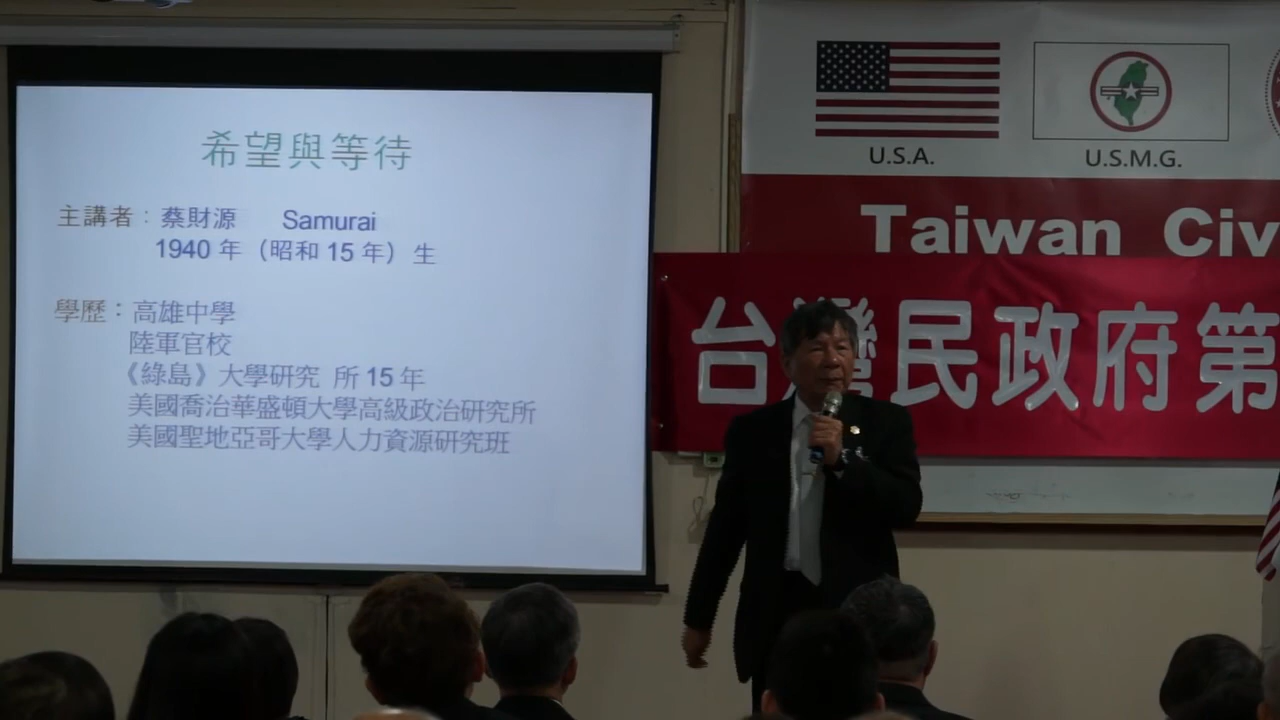 希望與等待
主講者：蔡財源 Samurai
1940 年（昭和 15 年）生
學歷：高雄中學
陸軍官校
《綠島》大學研究 所 15 年
美國喬治華盛頓大學高級政治研究所
美國聖地亞哥大學人力資源研究班
U.S.A.
U.S.M.G.
Taiwan Civ
台灣民政府第